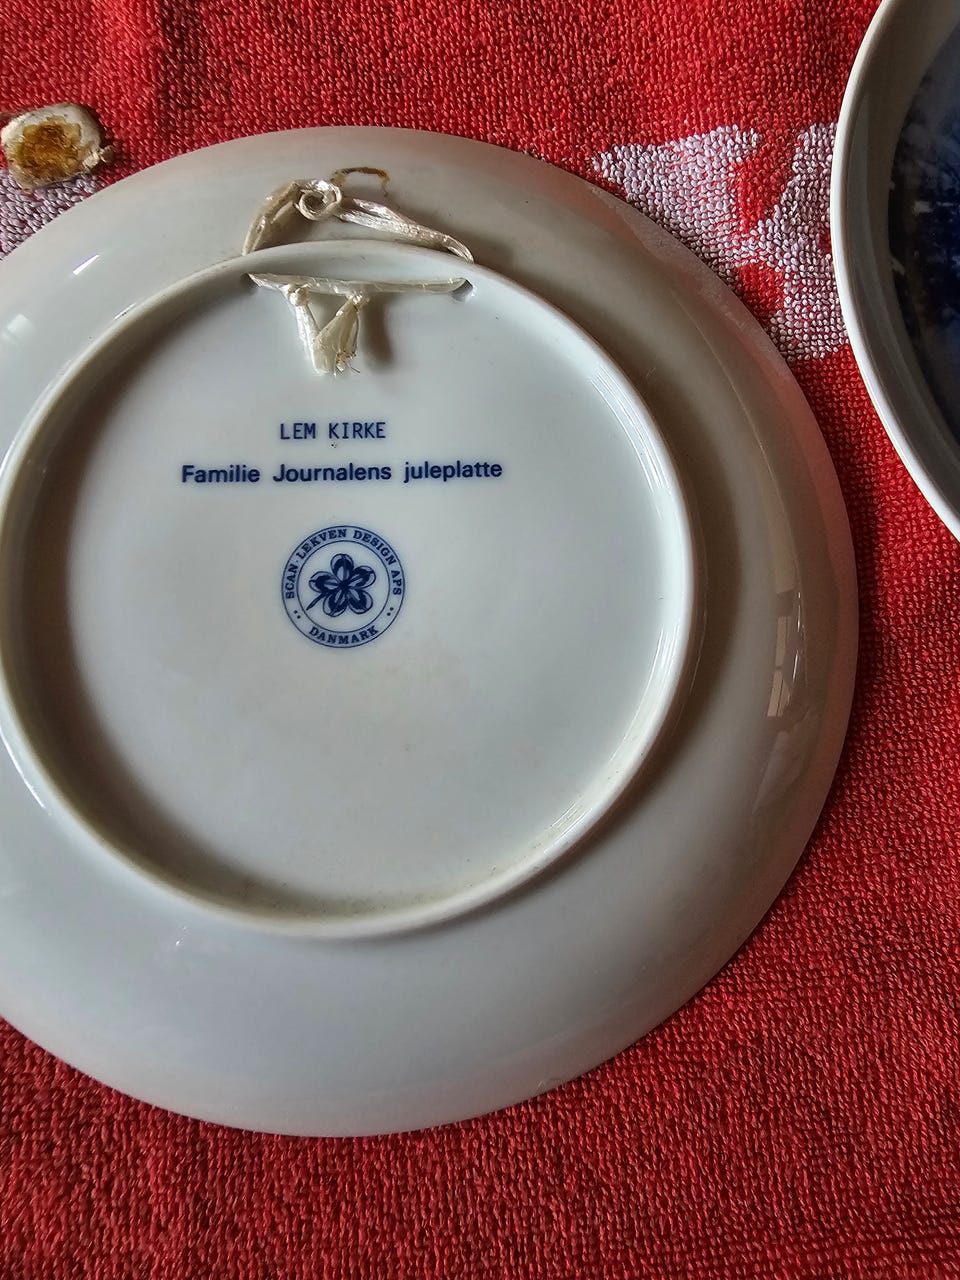 LEM KIRKE
Familie Journalens juleplatte
SCAN·LEKVEN DESIGN APS
DANMARK